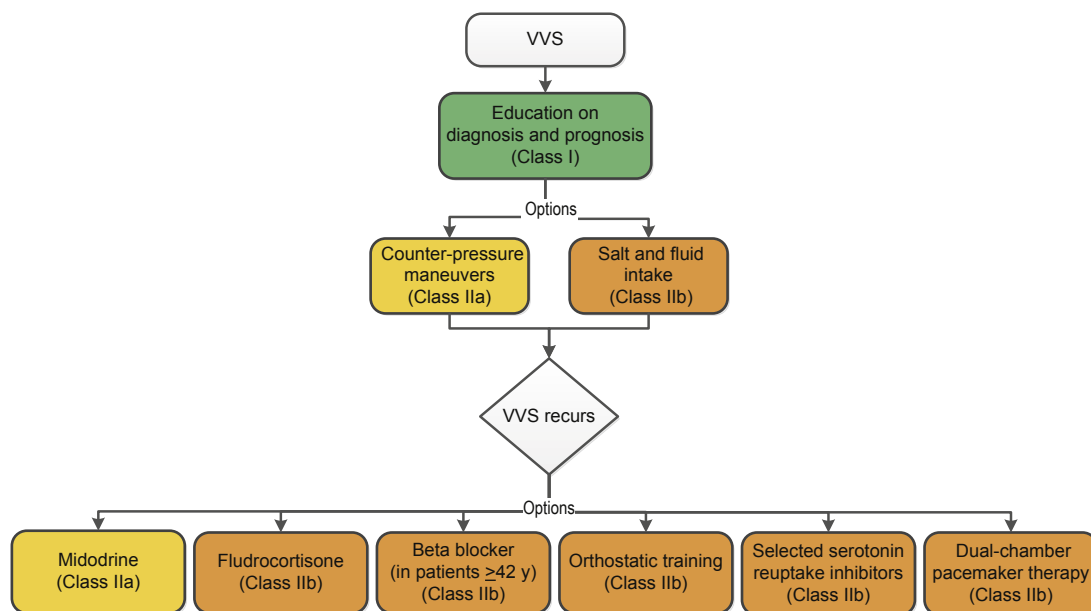 VVS
Education on
diagnosis and prognosis
(Class I)
Options
Counter-pressure
maneuvers
(Class IIa)
Salt and fluid
intake
(Class IIb)
VVS recurs
Options
Midodrine
(Class IIa)
Fludrocortisone
(Class IIb)
Beta blocker
(in patients ≥42 y)
(Class IIb)
Orthostatic training
(Class IIb)
Selected serotonin
reuptake inhibitors
(Class IIb)
Dual-chamber
pacemaker therapy
(Class IIb)